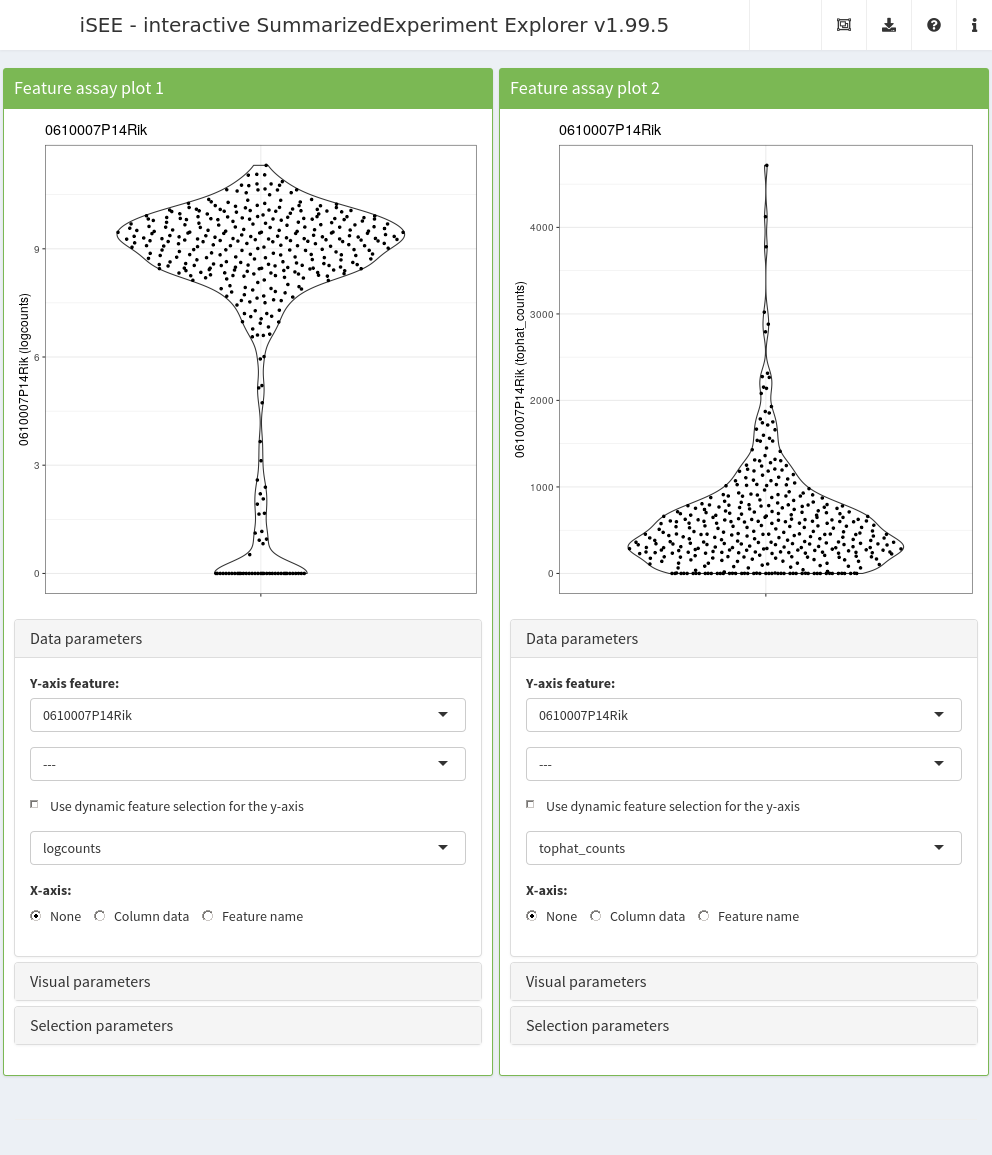 iSEE - interactive SummarizedExperiment Explorer v1.99.5
Feature assay plot 1
0610007P14Rik
0610007P14Rik (logcounts)
9
6
3
0
Data parameters
Y-axis feature:
0610007P14Rik
---
Use dynamic feature selection for the y-axis
logcounts
X-axis:
None Column data Feature name
Visual parameters
Selection parameters
Feature assay plot 2
0610007P14Rik
0610007P14Rik (tophat_counts)
4000
3000
2000
1000
0
Data parameters
Y-axis feature:
0610007P14Rik
---
Use dynamic feature selection for the y-axis
tophat_counts
X-axis:
None Column data Feature name
Visual parameters
Selection parameters